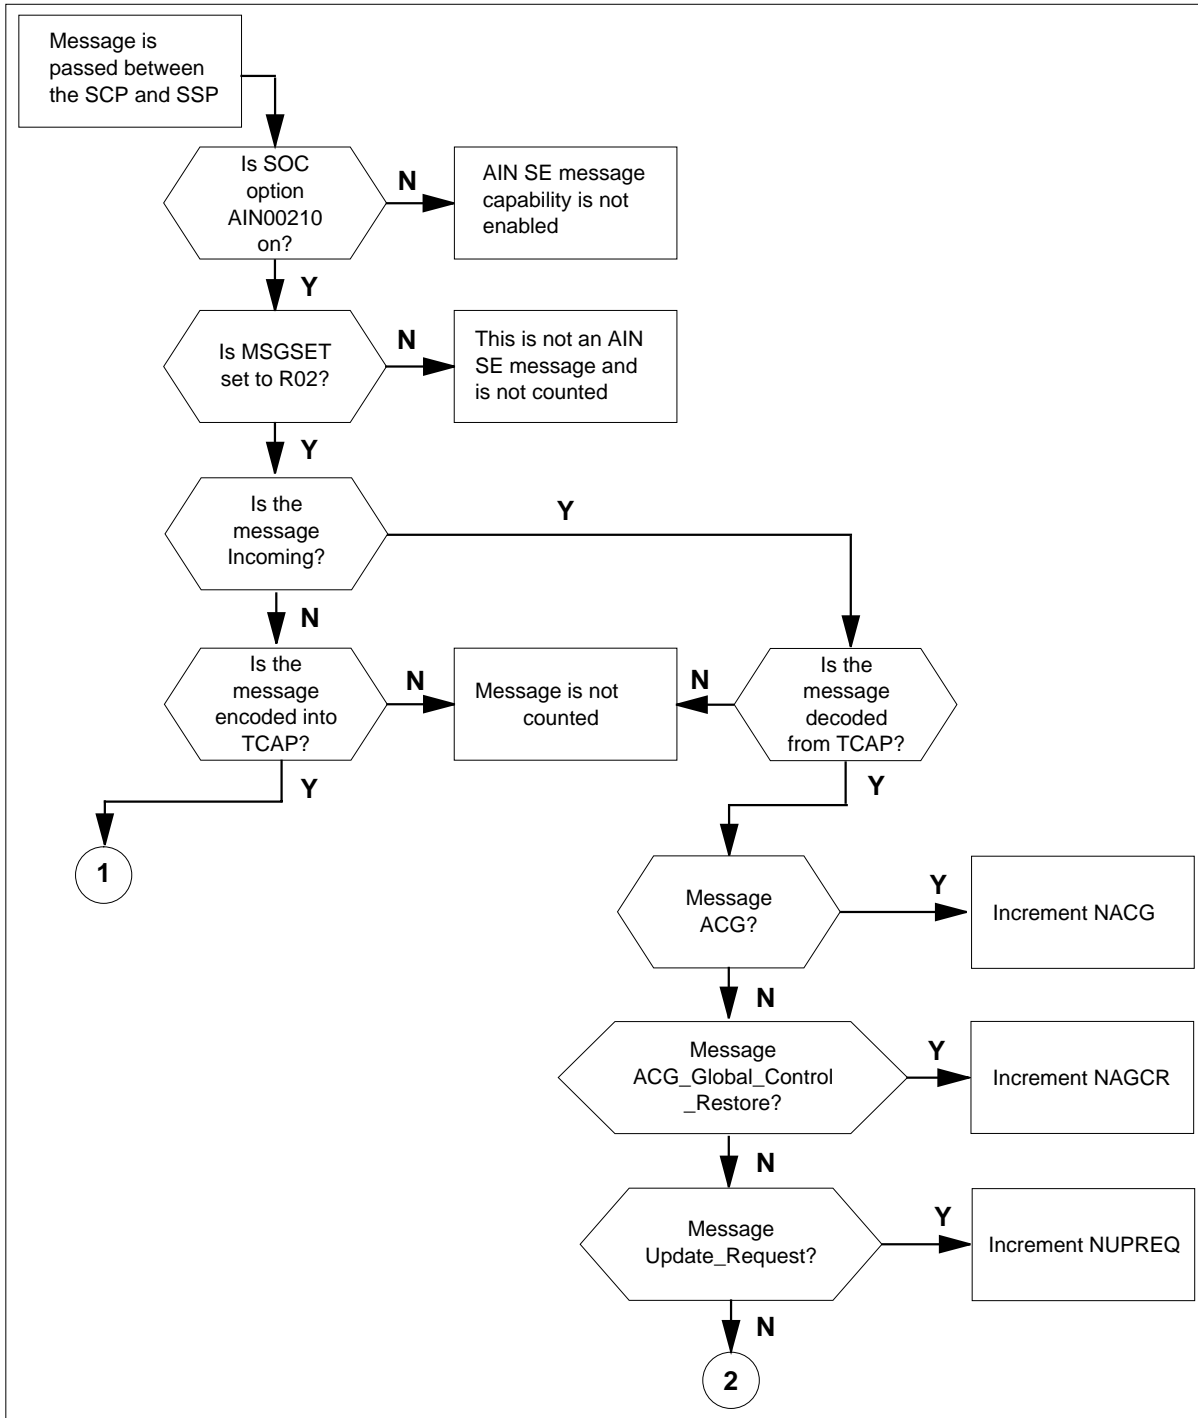 Message is
passed between
the SCP and SSP
Is SOC
option
AIN00210
on?
N
AIN SE message
capability is not
enabled
Y
Is MSGSET
set to R02?
N
This is not an AIN
SE message and
is not counted
Y
Is the
message
Incoming?
Y
N
Is the
message
encoded into
TCAP?
N
Message is not
counted
N
Is the
message
decoded
from TCAP?
Y
Y
1
Message
ACG?
Y
Increment NACG
N
Message
ACG_Global_Control
_Restore?
Y
Increment NAGCR
N
Message
Update_Request?
Y
Increment NUPREQ
N
2